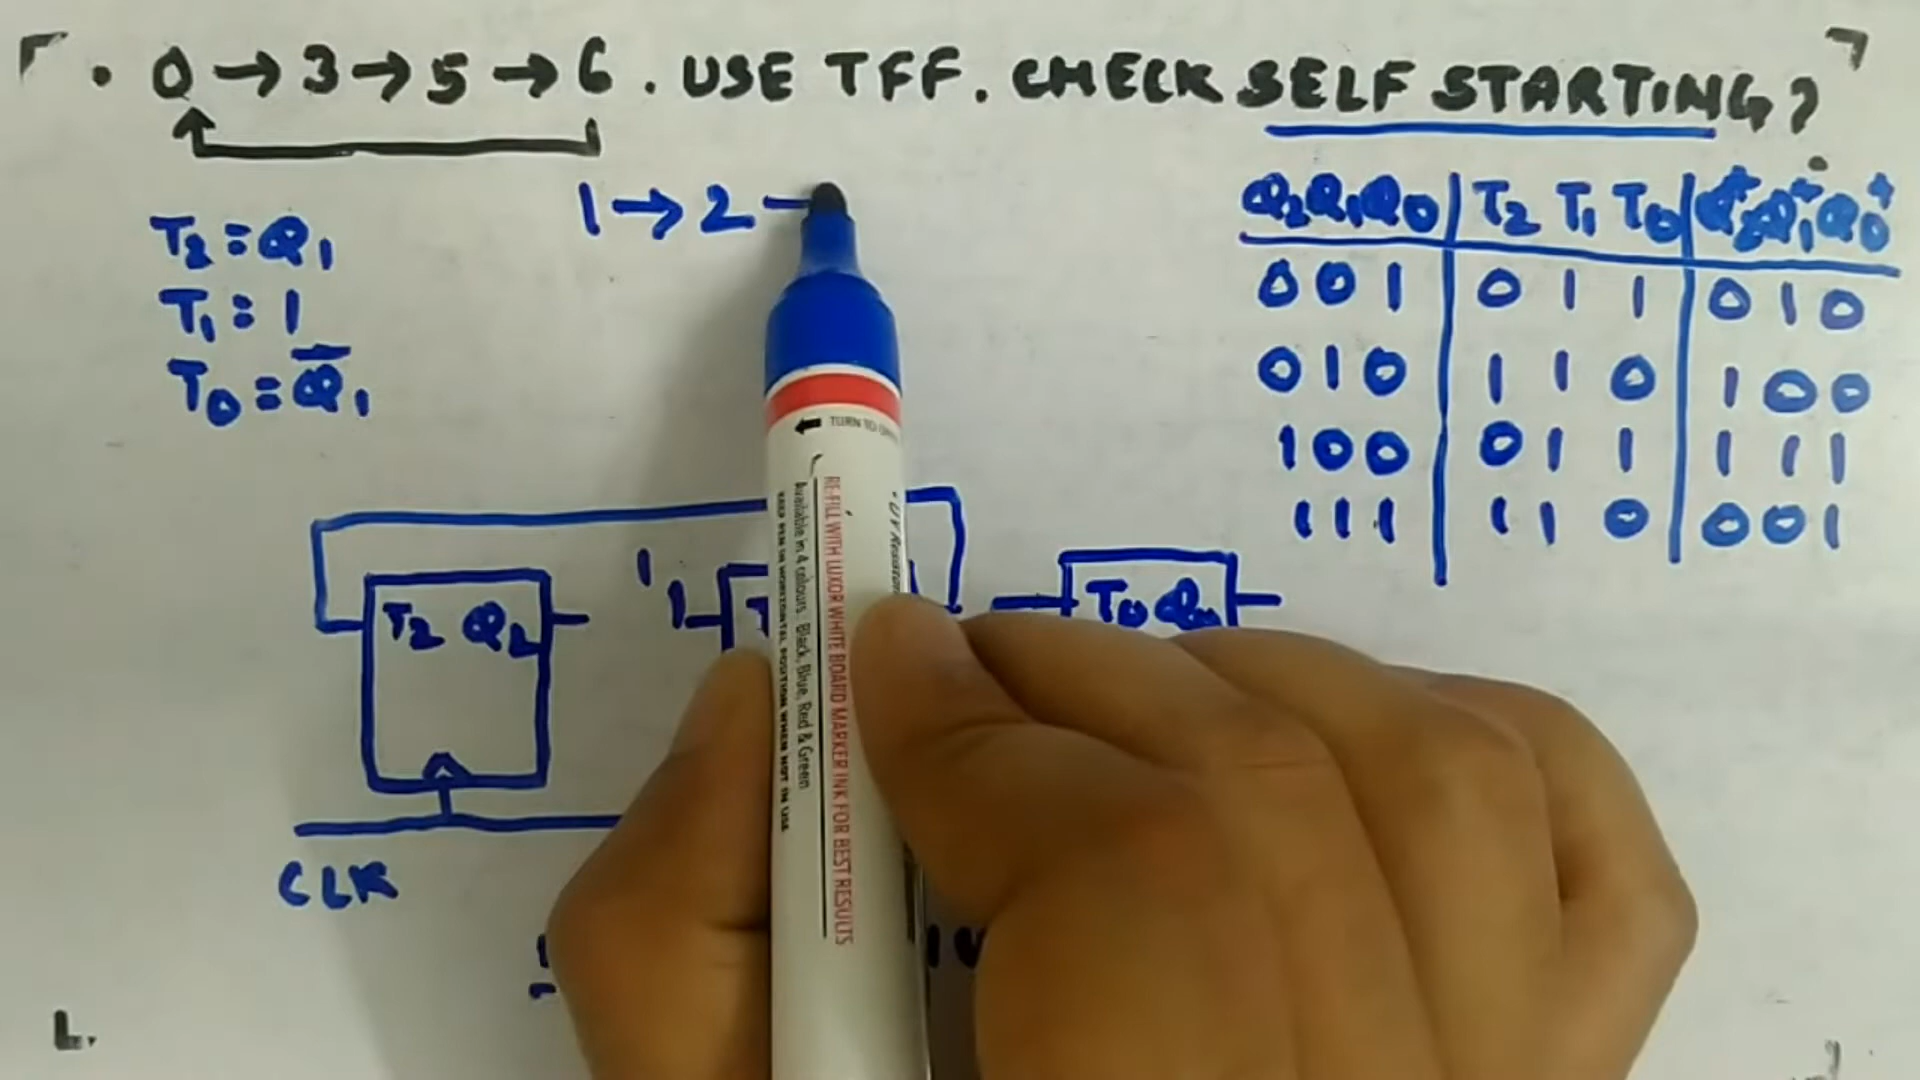 . 0 → 3 → 5 → 6 . USE TFF. CHECK SELF STARTING?
1 → 2 –
T2 = Q1
T1 = 1
T0 = Q̅1
Q2 Q1 Q0 | T2 T1 T0 | Q2⁺ Q1⁺ Q0⁺
0 0 1 | 0 1 1 | 0 1 0
0 1 0 | 1 1 0 | 1 0 0
1 0 0 | 0 1 1 | 1 1 1
1 1 1 | 1 1 0 | 0 0 1
T2 Q2
1
T0
CLK
TURN TO
RE-FILL WITH LUXOR WHITE BOARD MARKER INK FOR BEST RESULTS
Available in 4 colours : Black, Blue, Red & Green
KEEP PEN IN HORIZONTAL POSITION WHEN NOT IN USE